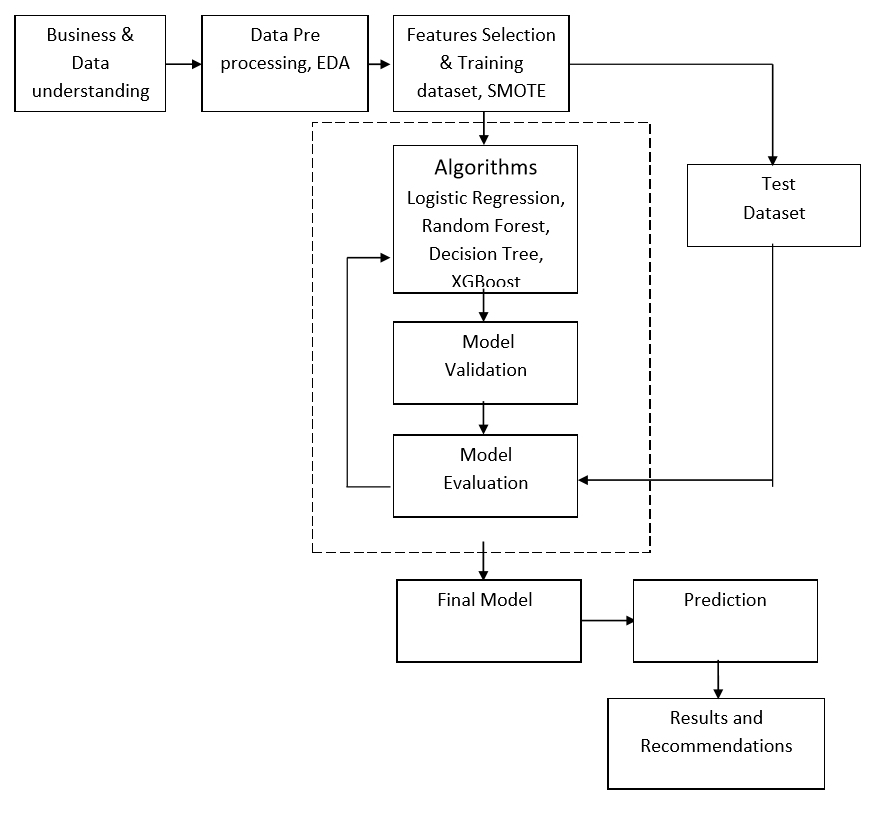 Business &
Data
understanding
Data Pre
processing, EDA
Features Selection
& Training
dataset, SMOTE
Algorithms
Logistic Regression,
Random Forest,
Decision Tree,
XGBoost
Test
Dataset
Model
Validation
Model
Evaluation
Final Model
Prediction
Results and
Recommendations